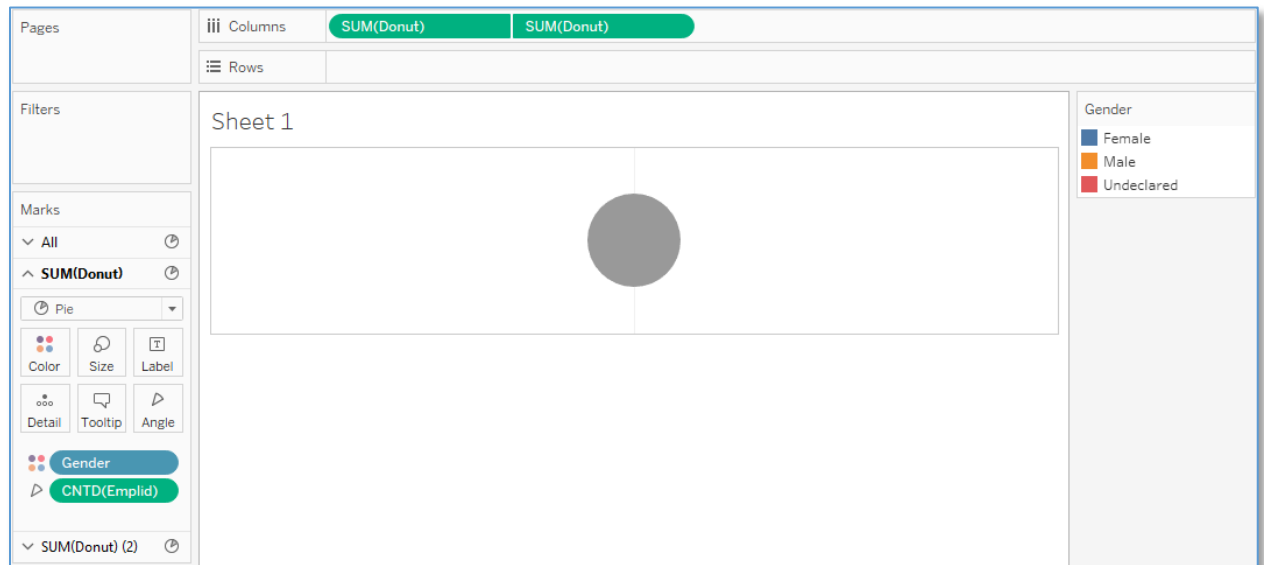 Pages
Columns
SUM(Donut)
SUM(Donut)
Rows
Filters
Sheet 1
Gender
Female
Male
Undeclared
Marks
All
SUM(Donut)
Pie
Color
Size
Label
Detail
Tooltip
Angle
Gender
CNTD(Emplid)
SUM(Donut) (2)